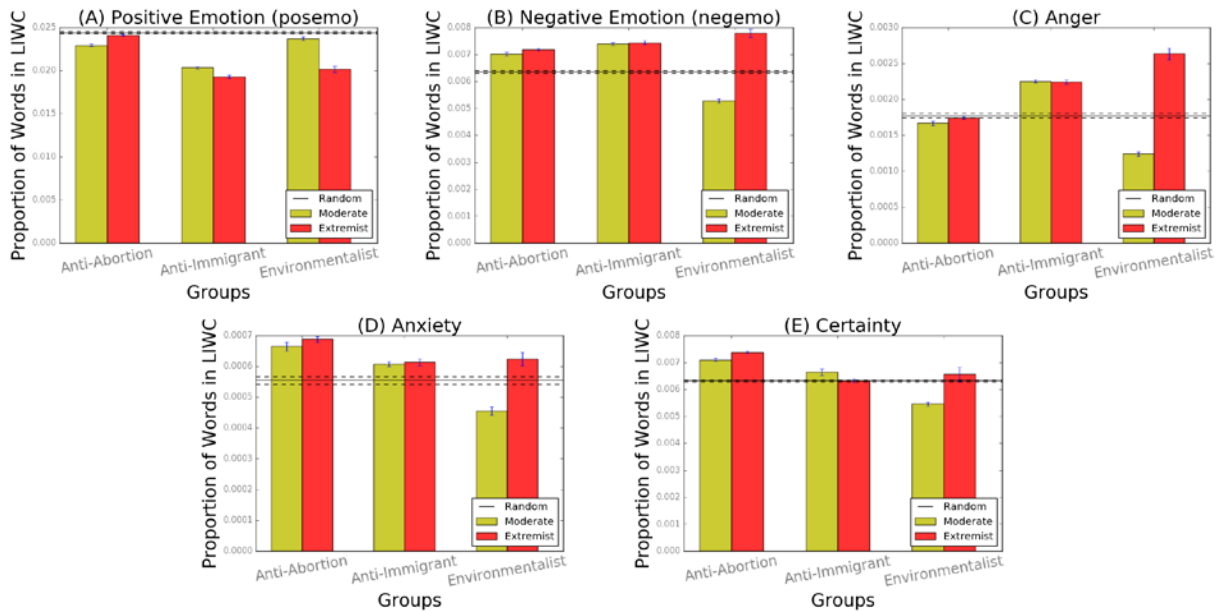 (A) Positive Emotion (posemo)
Proportion of Words in LIWC
0.025
0.020
0.015
0.010
0.005
0.000
Random
Moderate
Extremist
Anti-Abortion
Anti-Immigrant
Environmentalist
Groups
(B) Negative Emotion (negemo)
Proportion of Words in LIWC
0.008
0.007
0.006
0.005
0.004
0.003
0.002
0.001
0.000
Random
Moderate
Extremist
Anti-Abortion
Anti-Immigrant
Environmentalist
Groups
(C) Anger
Proportion of Words in LIWC
0.0030
0.0025
0.0020
0.0015
0.0010
0.0005
0.0000
Random
Moderate
Extremist
Anti-Abortion
Anti-Immigrant
Environmentalist
Groups
(D) Anxiety
Proportion of Words in LIWC
0.0007
0.0006
0.0005
0.0004
0.0003
0.0002
0.0001
0.0000
Random
Moderate
Extremist
Anti-Abortion
Anti-Immigrant
Environmentalist
Groups
(E) Certainty
Proportion of Words in LIWC
0.008
0.007
0.006
0.005
0.004
0.003
0.002
0.001
0.000
Random
Moderate
Extremist
Anti-Abortion
Anti-Immigrant
Environmentalist
Groups